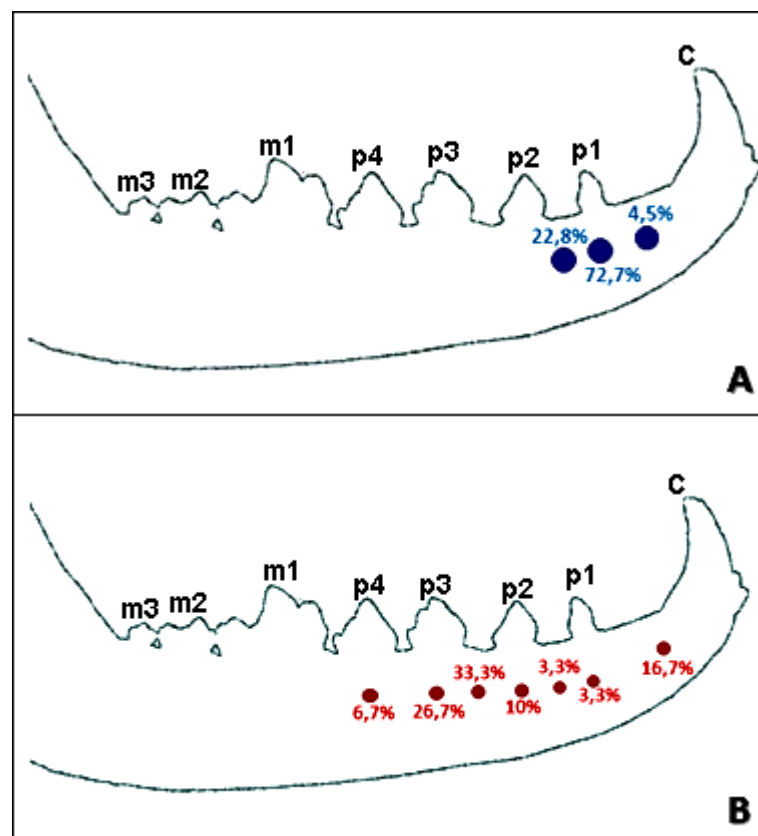 C
m3 m2 m1 p4 p3 p2 p1
22,8% 4,5%
72,7%
A
C
m3 m2 m1 p4 p3 p2 p1
33,3% 3,3% 16,7%
6,7% 26,7% 10% 3,3%
B